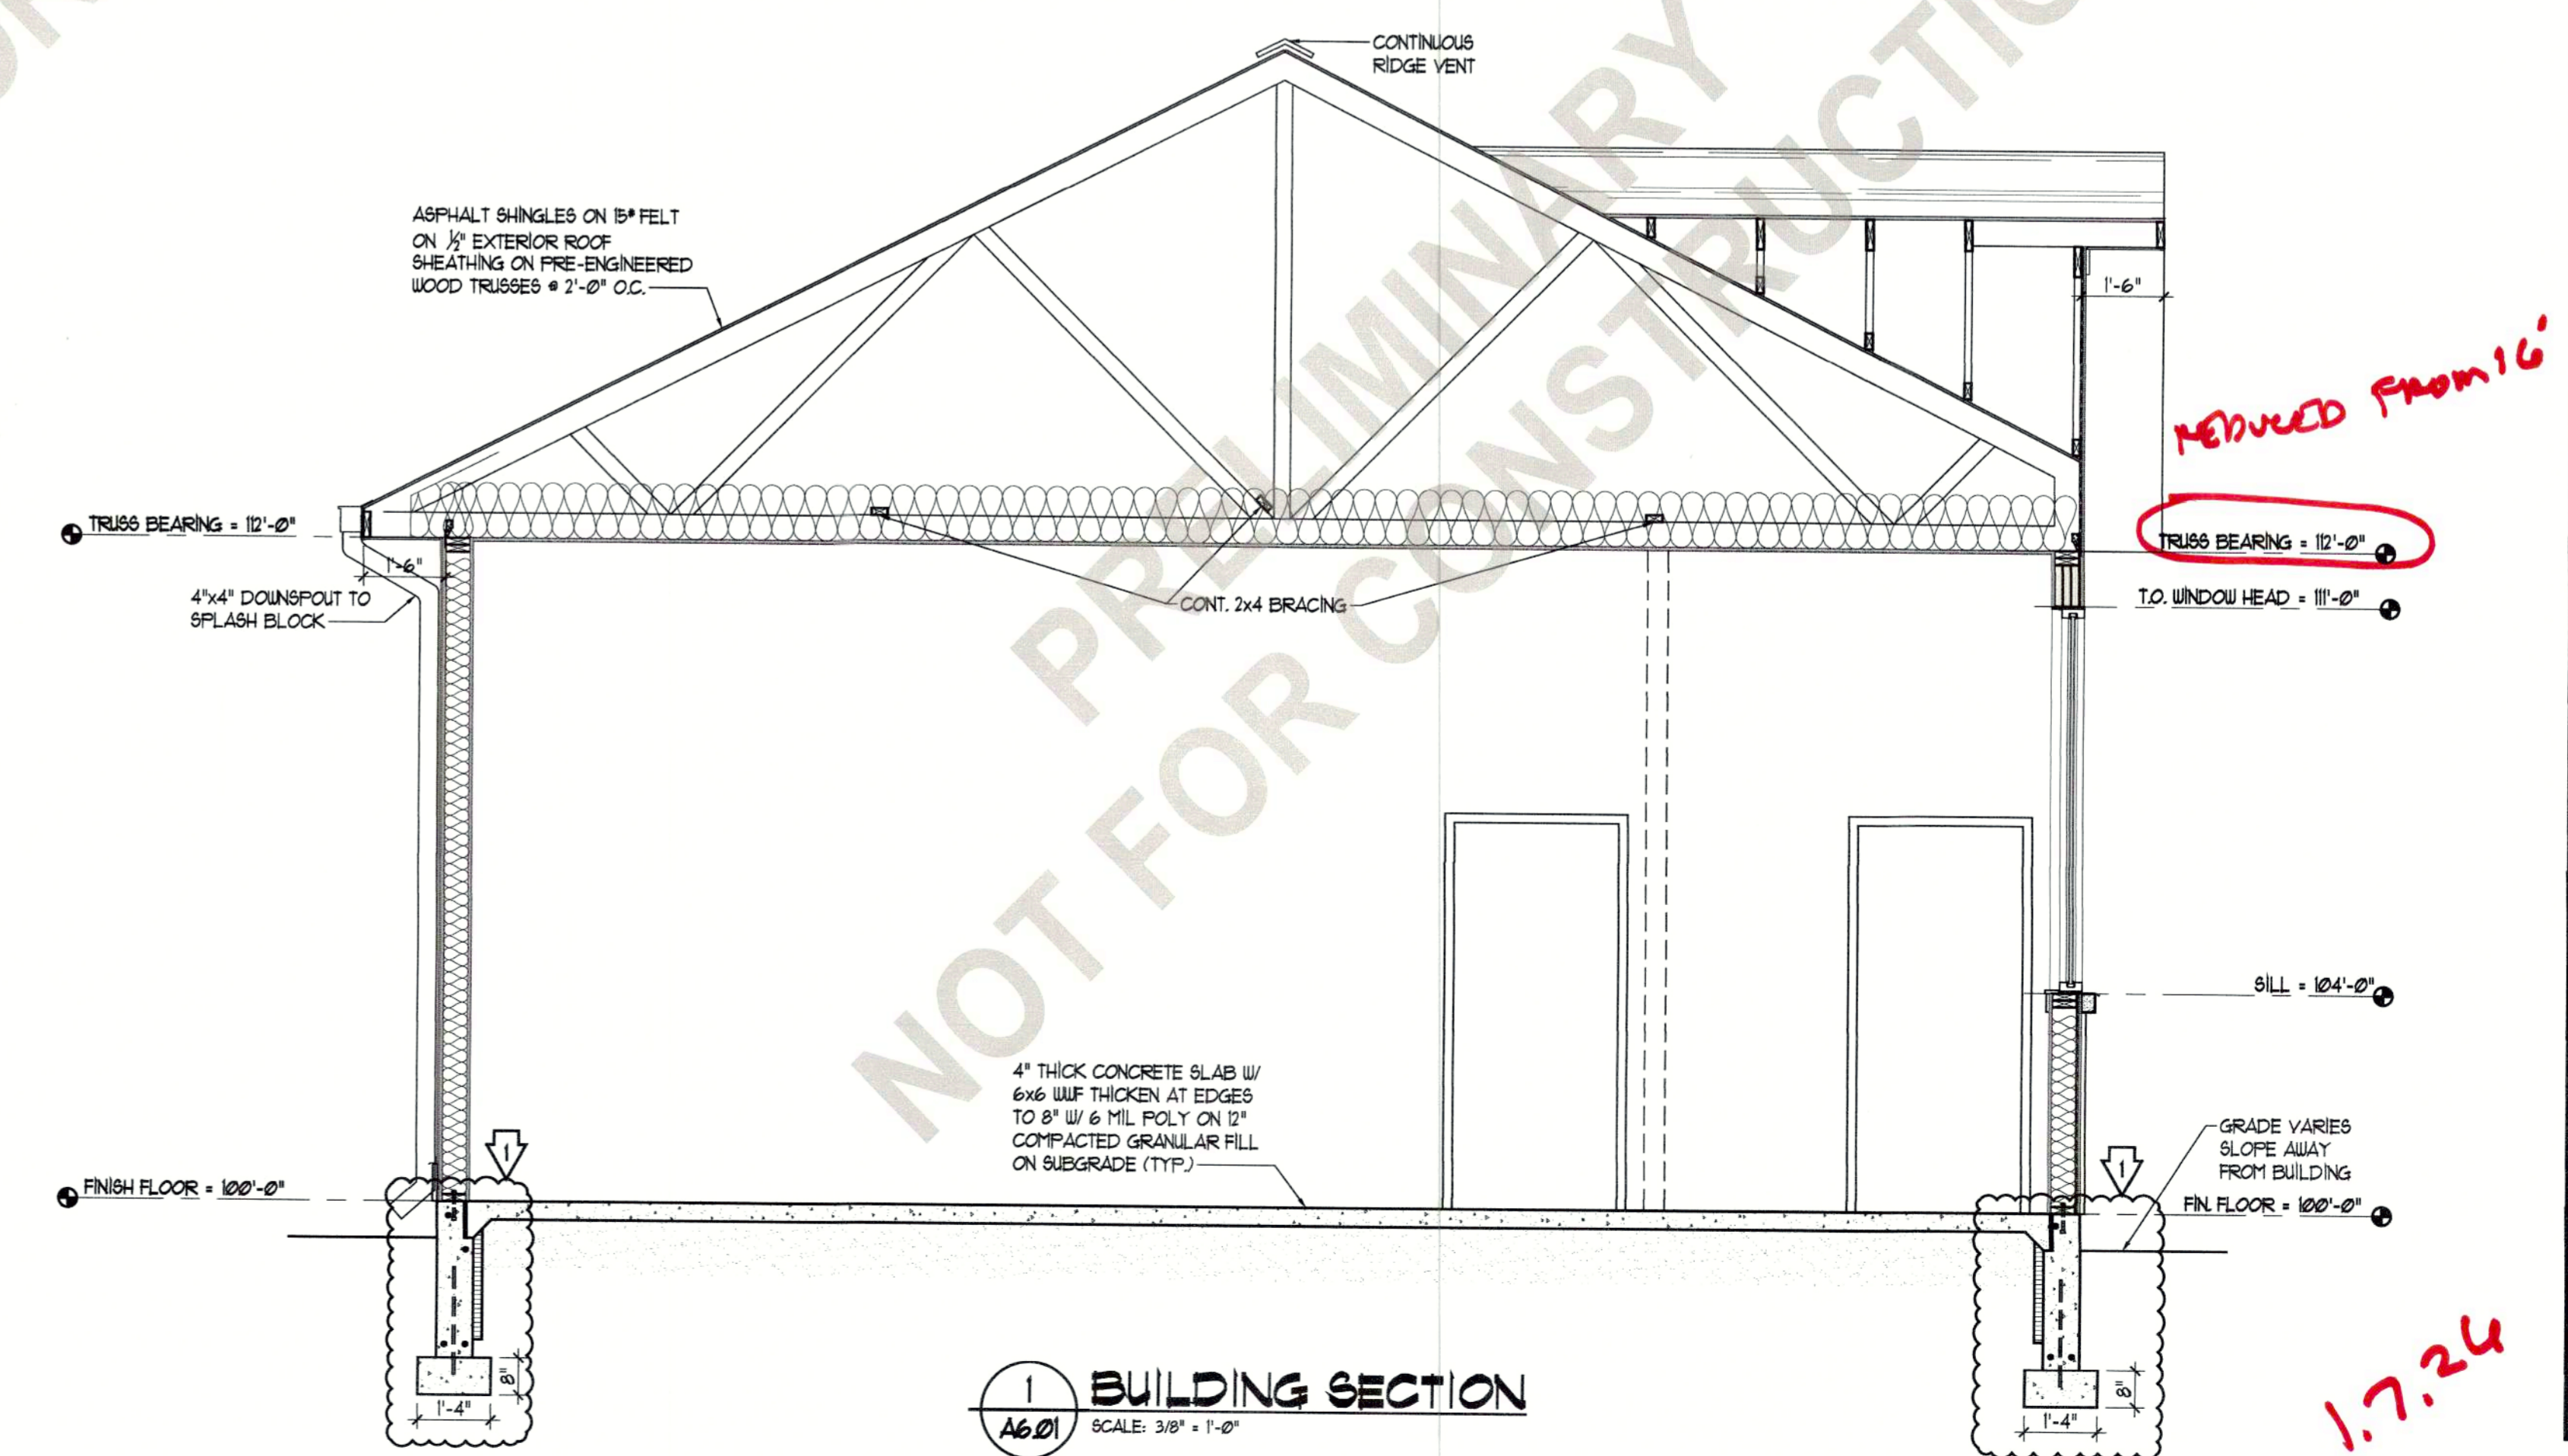 CONTINUOUS
RIDGE VENT
ASPHALT SHINGLES ON 15# FELT
ON ½" EXTERIOR ROOF
SHEATHING ON PRE-ENGINEERED
WOOD TRUSSES @ 2'-0" O.C.
1'-6"
REDUCED FROM 16'
TRUSS BEARING = 112'-0"
TRUSS BEARING = 112'-0"
1'-6"
4"x4" DOWNSPOUT TO
SPLASH BLOCK
CONT. 2x4 BRACING
T.O. WINDOW HEAD = 111'-0"
PRELIMINARY
NOT FOR CONSTRUCTION
SILL = 104'-0"
4" THICK CONCRETE SLAB W/
6x6 WWF THICKEN AT EDGES
TO 8" W/ 6 MIL POLY ON 12"
COMPACTED GRANULAR FILL
ON SUBGRADE (TYP.)
GRADE VARIES
SLOPE AWAY
FROM BUILDING
1
1
FINISH FLOOR = 100'-0"
FIN. FLOOR = 100'-0"
8"
1'-4"
8"
1'-4"
1
A6.01
BUILDING SECTION
SCALE: 3/8" = 1'-0"